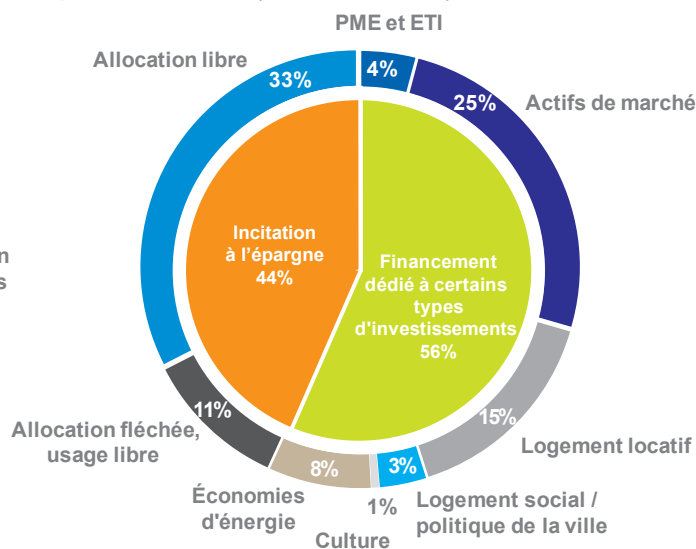 PME et ETI
Allocation libre
33%
4%
25%
Actifs de marché
Incitation
à l'épargne
44%
Financement
dédié à certains
types
d'investissements
56%
n
s
11%
Allocation fléchée,
usage libre
15%
Logement locatif
8%
3%
Économies
d'énergie
1%
Logement social /
politique de la ville
Culture